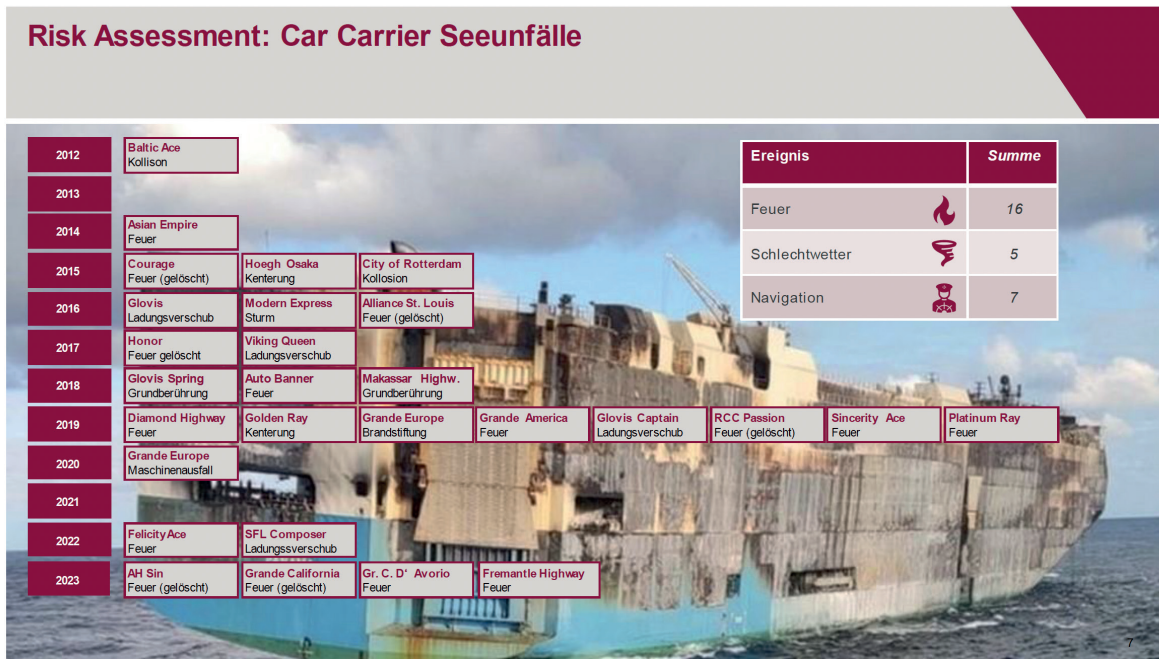 Risk Assessment: Car Carrier Seeunfälle
Ereignis Summe
Feuer 16
Schlechtwetter 5
Navigation 7
2012
Baltic Ace
Kollison
2013
2014
Asian Empire
Feuer
2015
Courage
Feuer (gelöscht)
Hoegh Osaka
Kenterung
City of Rotterdam
Kollosion
2016
Glovis
Ladungsverschub
Modern Express
Sturm
Alliance St. Louis
Feuer (gelöscht)
2017
Honor
Feuer gelöscht
Viking Queen
Ladungsverschub
2018
Glovis Spring
Grundberührung
Auto Banner
Feuer
Makassar Highw.
Grundberührung
2019
Diamond Highway
Feuer
Golden Ray
Kenterung
Grande Europe
Brandstiftung
Grande America
Feuer
Glovis Captain
Ladungsverschub
RCC Passion
Feuer (gelöscht)
Sincerity Ace
Feuer
Platinum Ray
Feuer
2020
Grande Europe
Maschinenausfall
2021
2022
Felicity Ace
Feuer
SFL Composer
Ladungssverschub
2023
AH Sin
Feuer (gelöscht)
Grande California
Feuer (gelöscht)
Gr. C. D‘ Avorio
Feuer
Fremantle Highway
Feuer
7